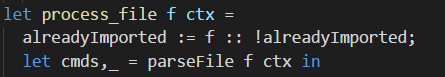 let process_file f ctx =
  alreadyImported := f :: !alreadyImported;
  let cmds,_ = parseFile f ctx in